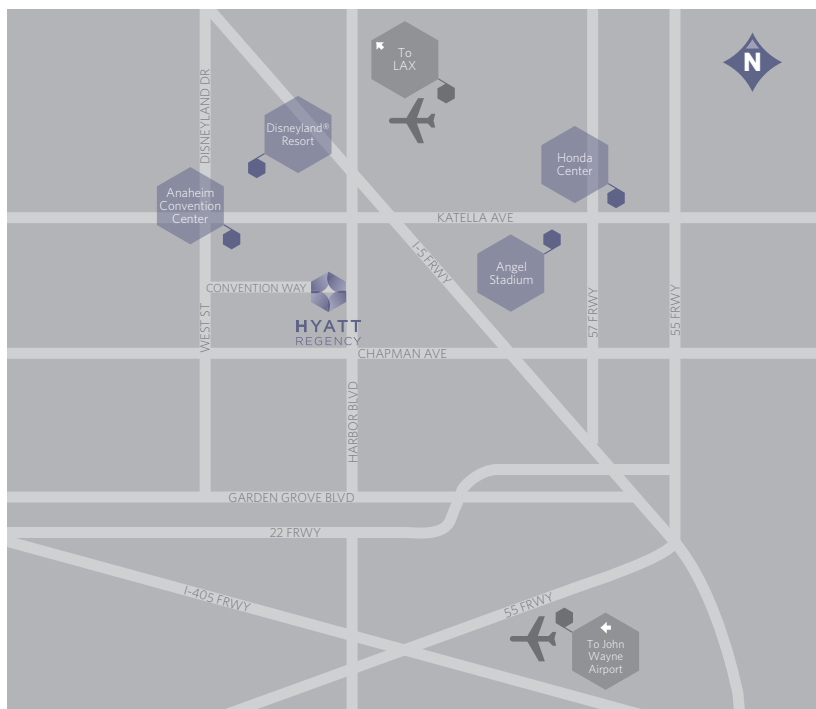 To
LAX
N
DISNEYLAND DR
Disneyland®
Resort
Honda
Center
Anaheim
Convention
Center
KATELLA AVE
I-5 FRWY
Angel
Stadium
CONVENTION WAY
HYATT
REGENCY
WEST ST
57 FRWY
55 FRWY
CHAPMAN AVE
HARBOR BLVD
GARDEN GROVE BLVD
22 FRWY
I-405 FRWY
55 FRWY
To John
Wayne
Airport